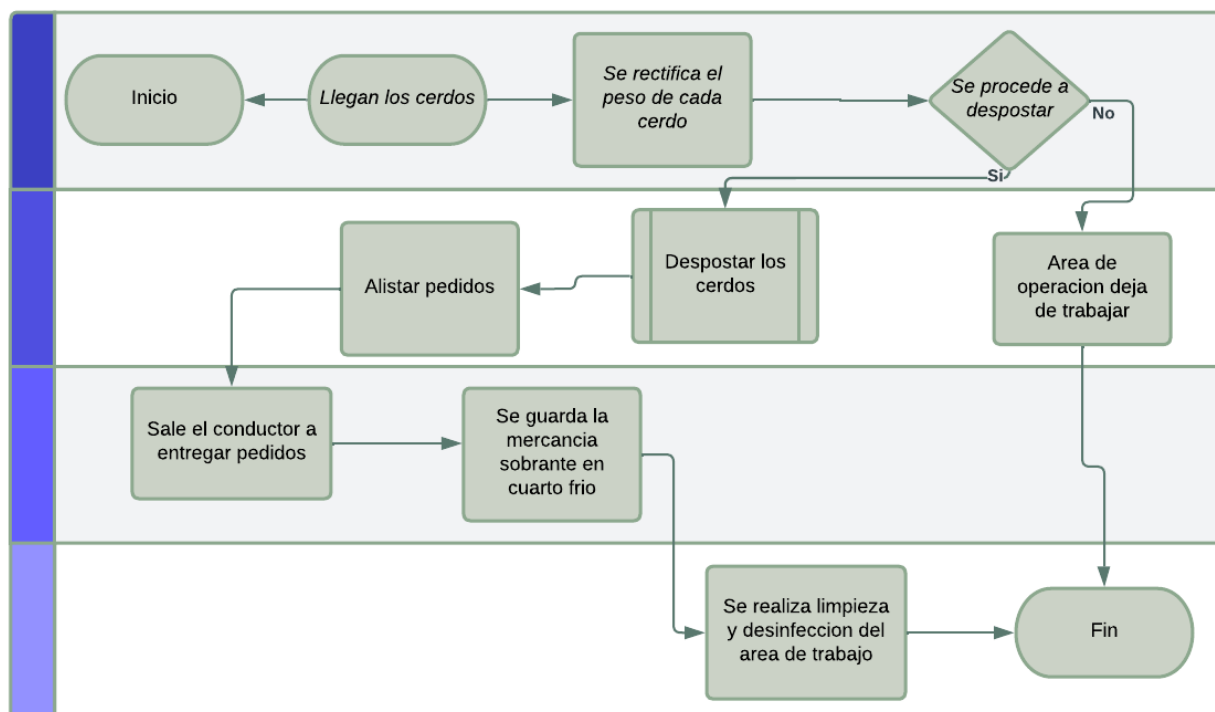 Inicio
Llegan los cerdos
Se rectifica el
peso de cada
cerdo
Se procede a
despostar
No
Si
Alistar pedidos
Despostar los
cerdos
Area de
operacion deja
de trabajar
Sale el conductor a
entregar pedidos
Se guarda la
mercancia
sobrante en
cuarto frio
Se realiza limpieza
y desinfeccion del
area de trabajo
Fin